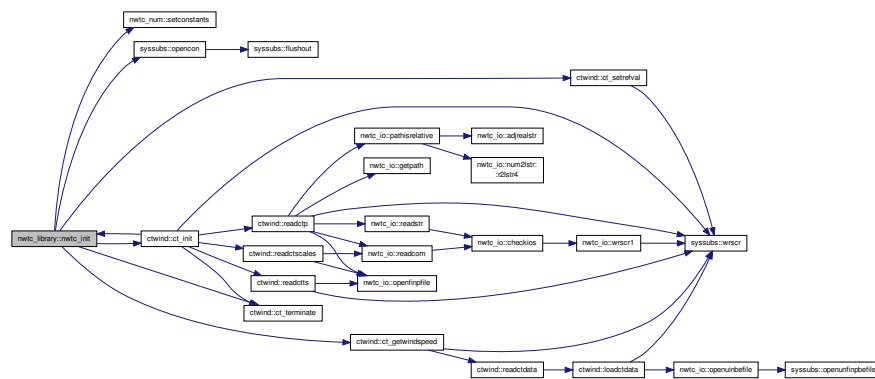 nwtc_num::setconstants
syssubs::opencon
syssubs::flushout
ctwind::ct_setrefval
nwtc_io::pathisrelative
nwtc_io::adjrealstr
nwtc_io::num2lstr:
:r2lstr4
nwtc_io::getpath
ctwind::readctp
nwtc_io::readstr
nwtc_library::nwtc_init
ctwind::ct_init
nwtc_io::checkios
nwtc_io::wrscr1
syssubs::wrscr
ctwind::readctscales
nwtc_io::readcom
ctwind::readctts
nwtc_io::openfinpfile
ctwind::ct_terminate
ctwind::ct_getwindspeed
ctwind::readctdata
ctwind::loadctdata
nwtc_io::openuinbefile
syssubs::openunfinpbefile